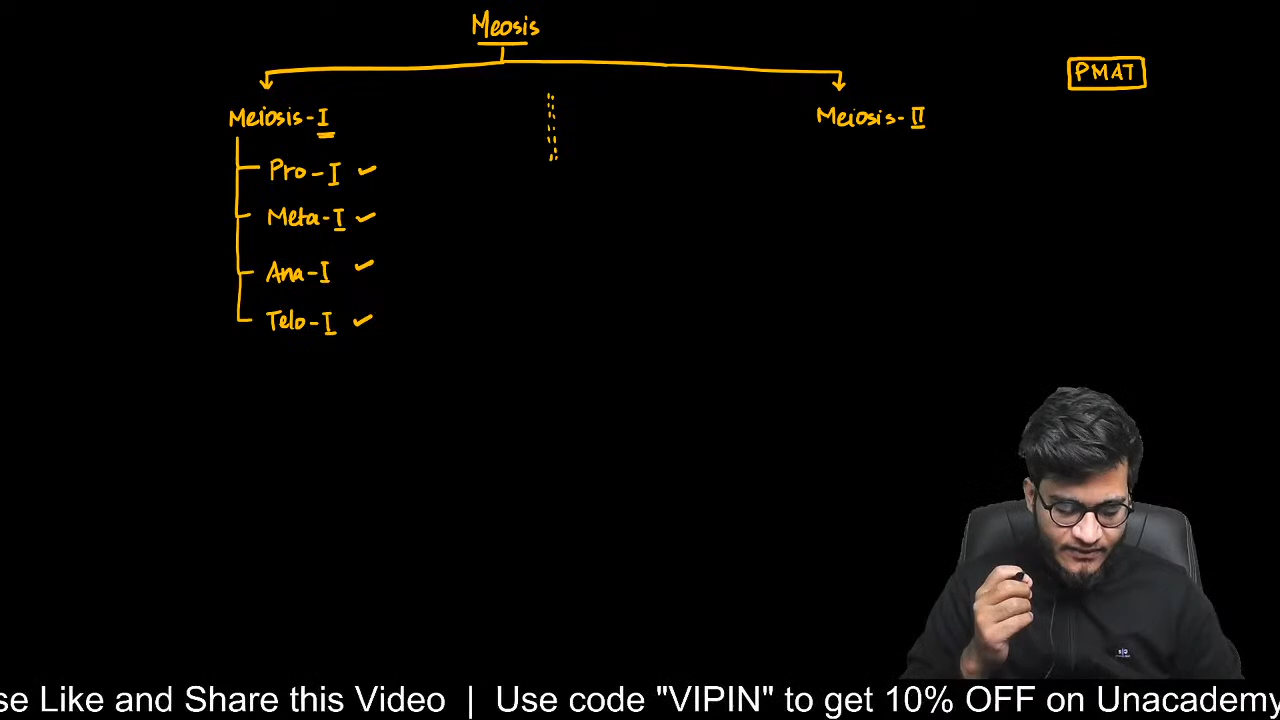 Meosis
PMAT
Meiosis-I
Meiosis-II
Pro-I
Meta-I
Ana-I
Telo-I
se Like and Share this Video | Use code "VIPIN" to get 10% OFF on Unacademy